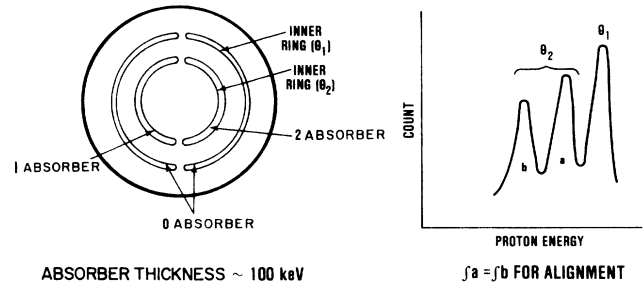 INNER
RING (θ₁)
INNER
RING (θ₂)
2 ABSORBER
1 ABSORBER
0 ABSORBER
ABSORBER THICKNESS ~ 100 keV
θ₁
θ₂
b
a
COUNT
PROTON ENERGY
∫a = ∫b FOR ALIGNMENT